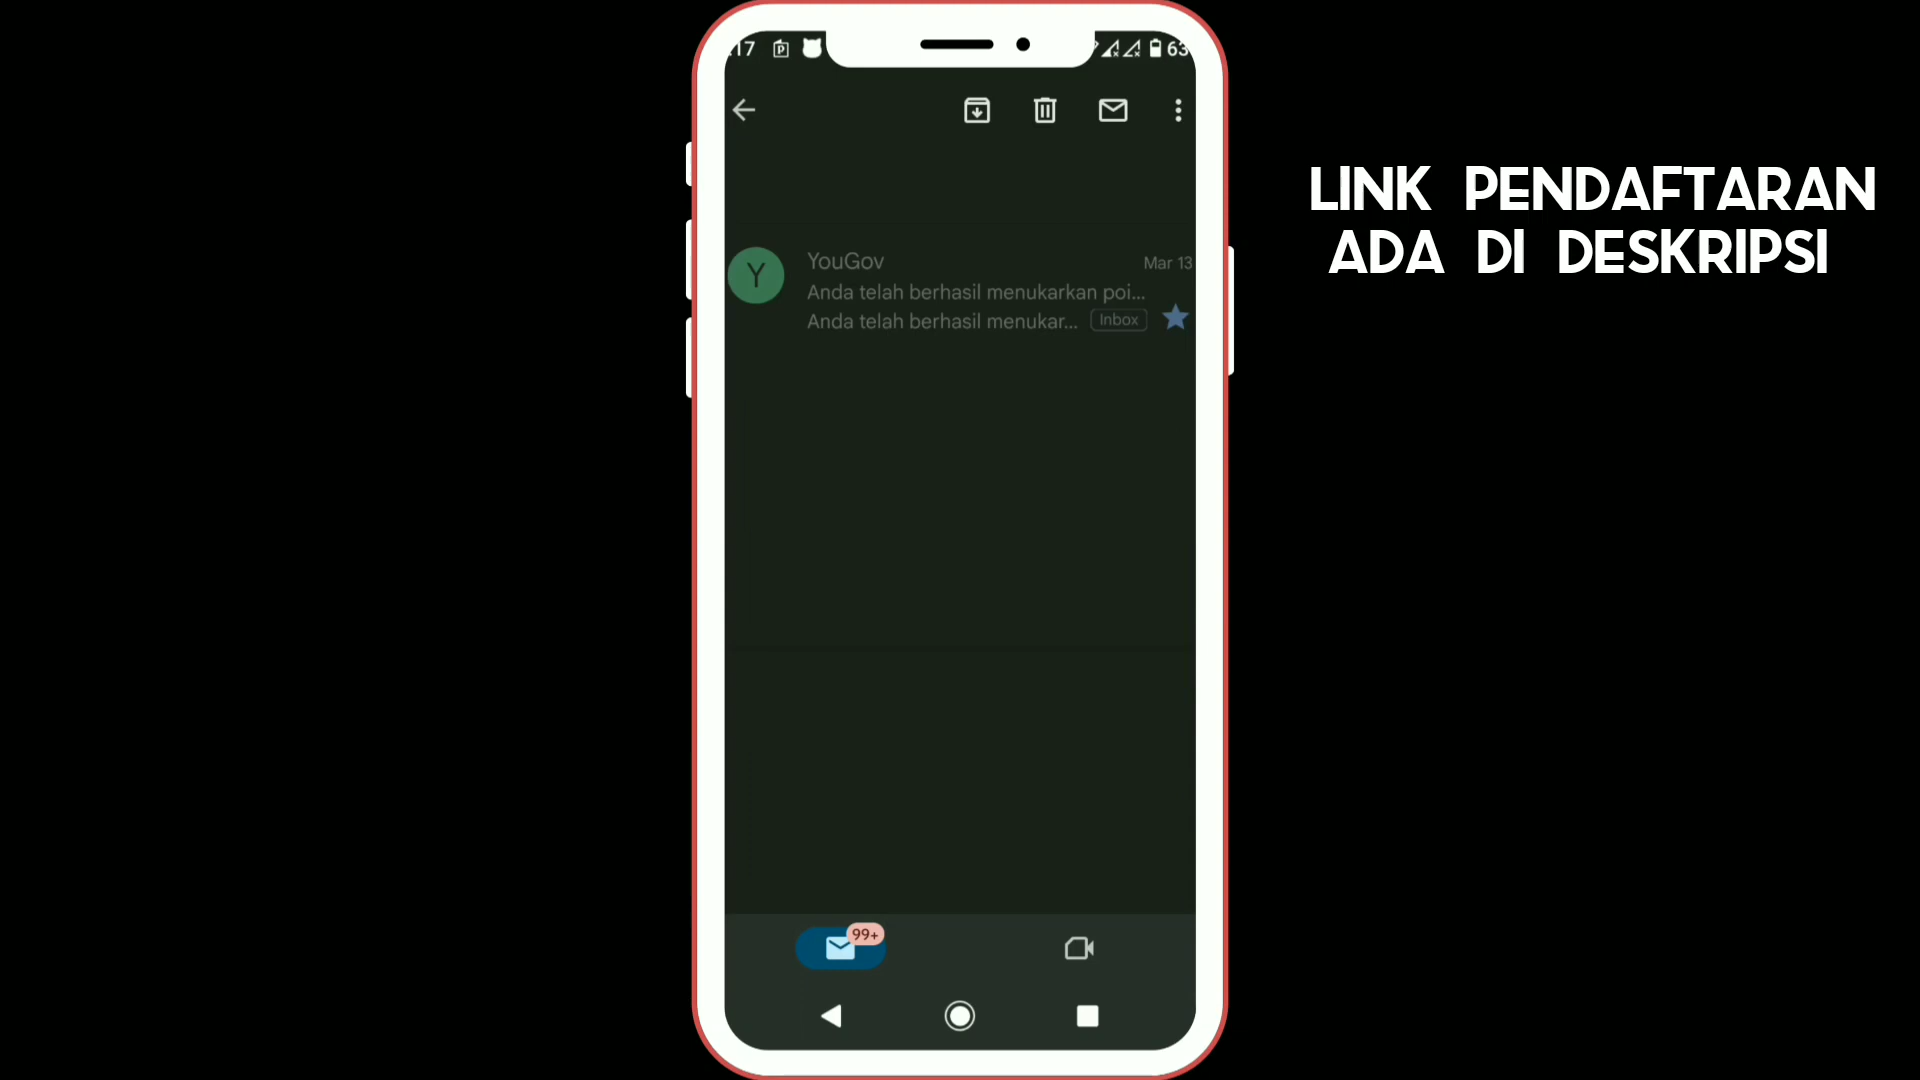 17
63
LINK PENDAFTARAN
ADA DI DESKRIPSI
Y
YouGov
Mar 13
Anda telah berhasil menukarkan poi...
Anda telah berhasil menukar...
Inbox
99+